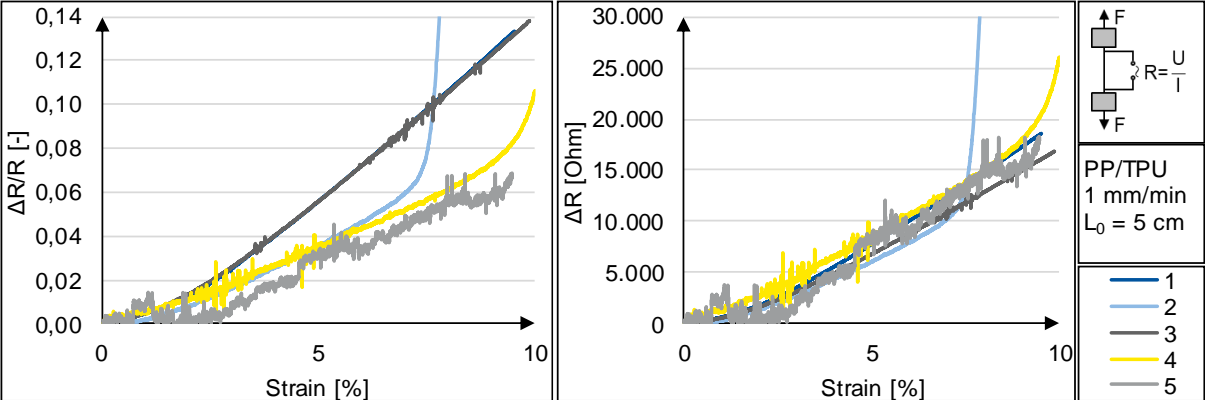 0,14
0,12
0,10
0,08
0,06
0,04
0,02
0,00
ΔR/R [-]
0
5
10
Strain [%]
30.000
25.000
20.000
15.000
10.000
5.000
0
ΔR [Ohm]
0
5
10
Strain [%]
F
R=U/I
F
PP/TPU
1 mm/min
L₀ = 5 cm
1
2
3
4
5